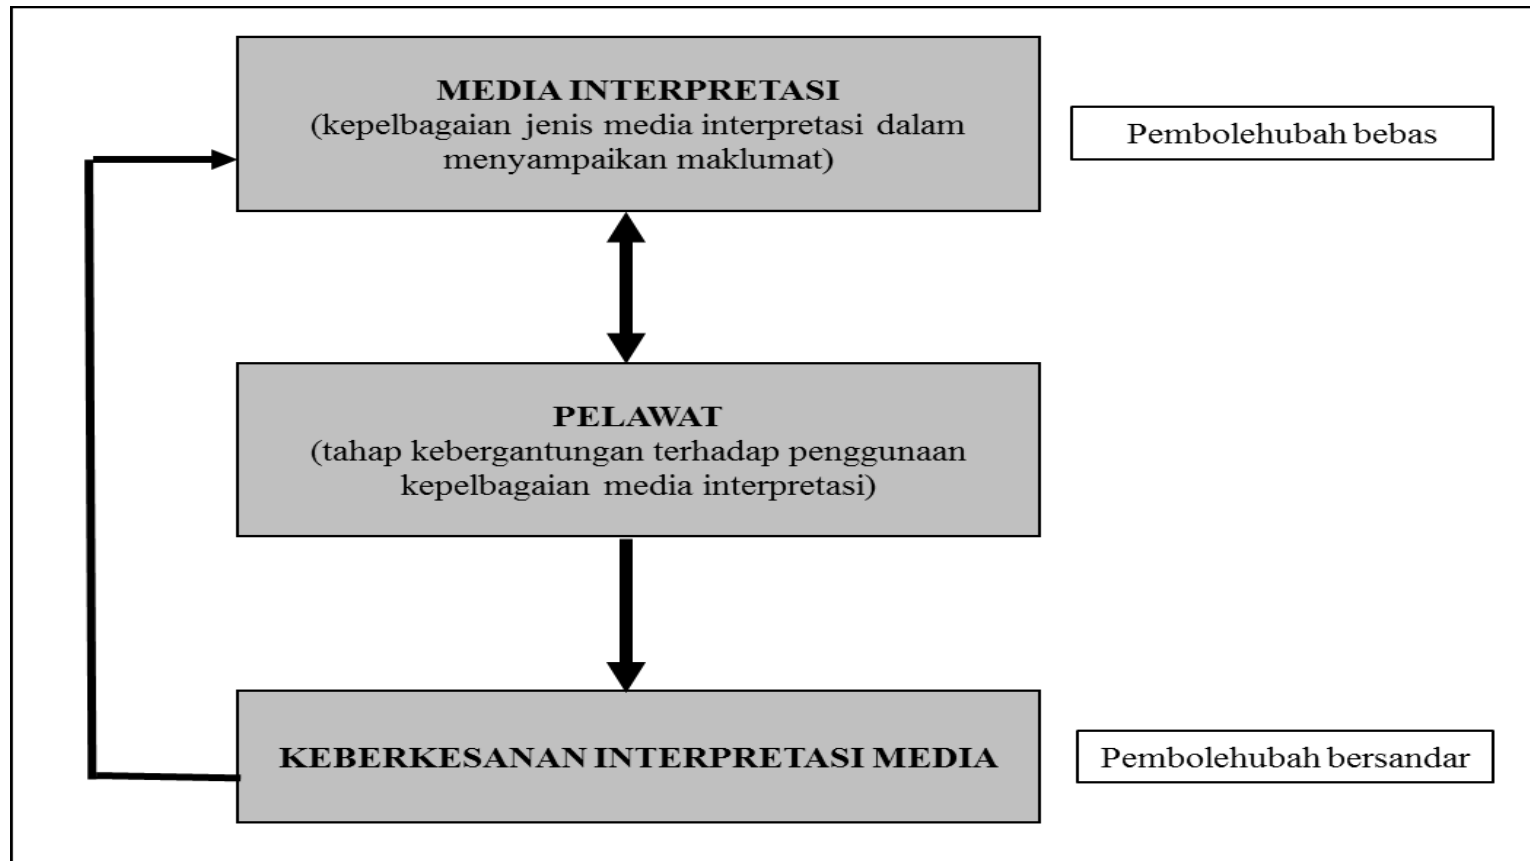 MEDIA INTERPRETASI
(kepelbagaian jenis media interpretasi dalam
menyampaikan maklumat)
Pembolehubah bebas
PELAWAT
(tahap kebergantungan terhadap penggunaan
kepelbagaian media interpretasi)
KEBERKESANAN INTERPRETASI MEDIA
Pembolehubah bersandar